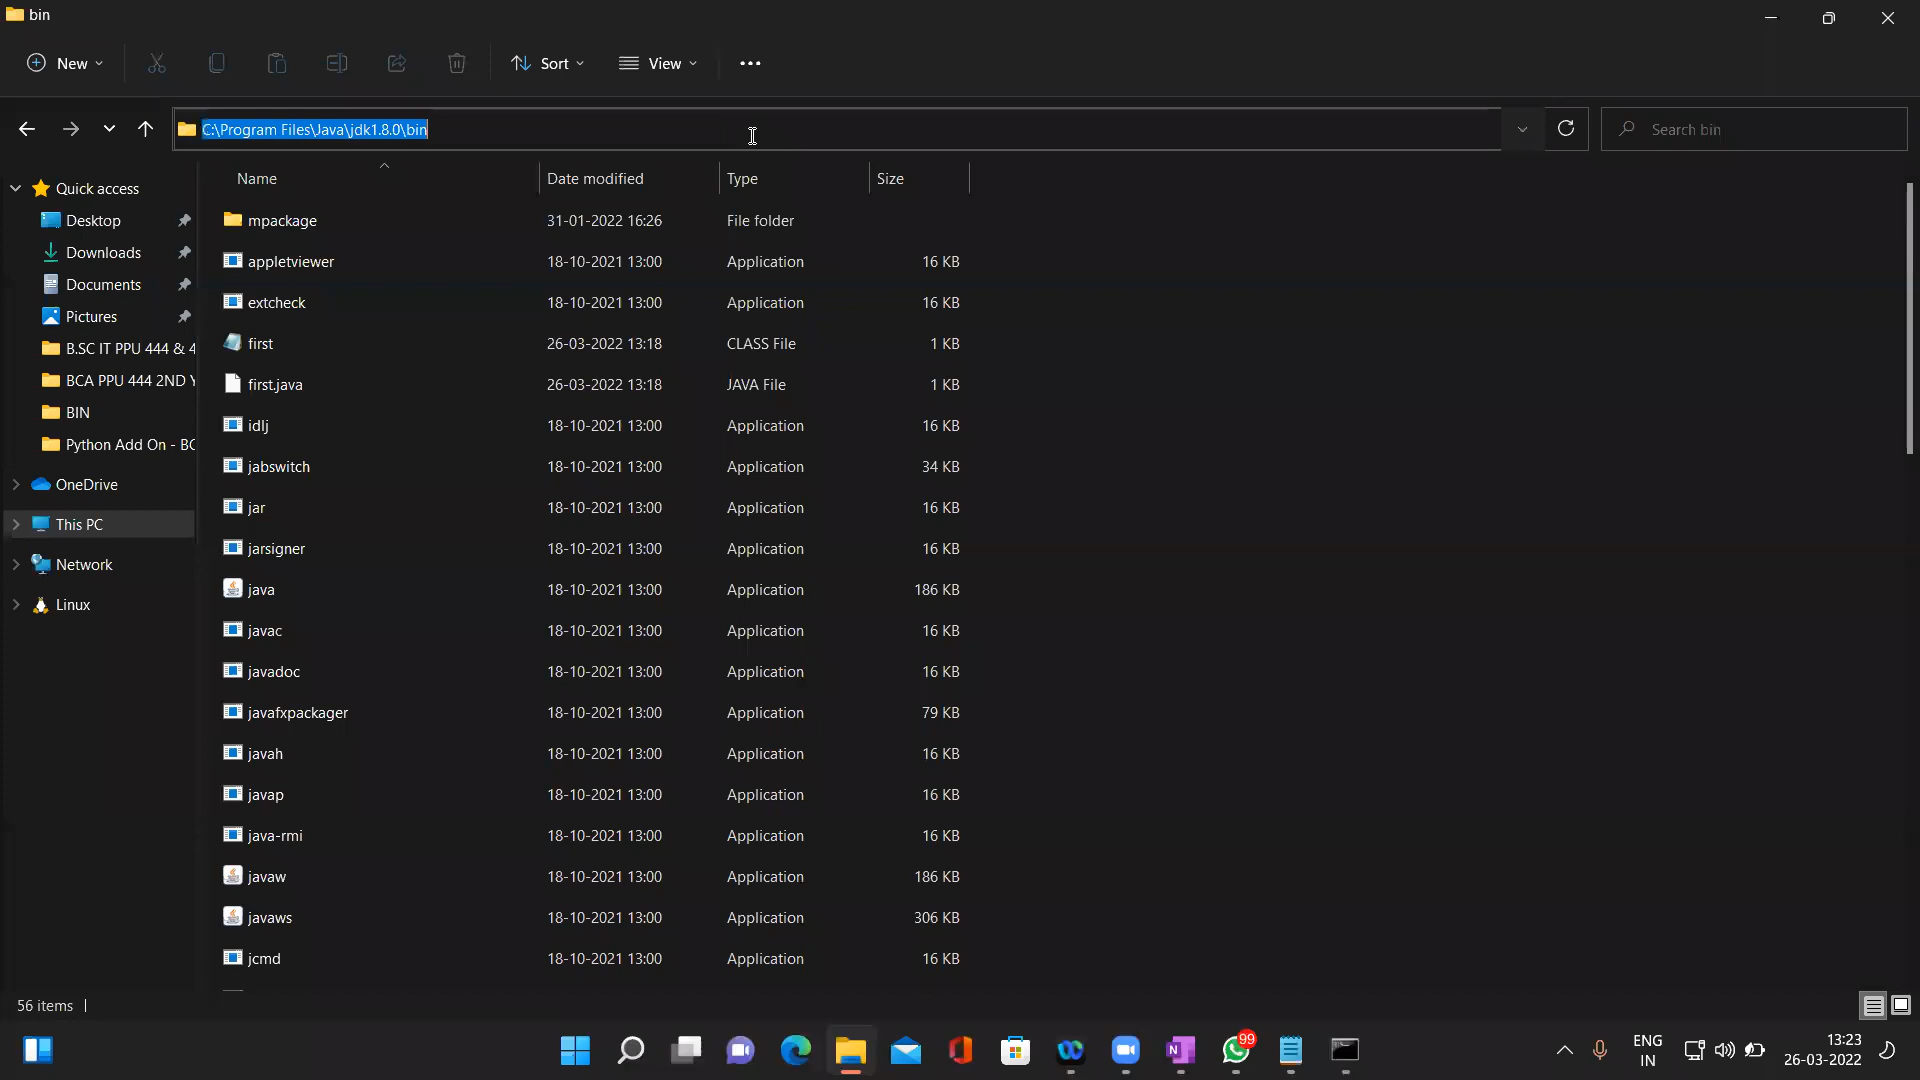 bin
New
Sort
View
C:\Program Files\Java\jdk1.8.0\bin
Search bin
Name Date modified Type Size
Quick access
Desktop
Downloads
Documents
Pictures
B.SC IT PPU 444 & 4
BCA PPU 444 2ND Y
BIN
Python Add On - BC
OneDrive
This PC
Network
Linux
mpackage 31-01-2022 16:26 File folder
appletviewer 18-10-2021 13:00 Application 16 KB
extcheck 18-10-2021 13:00 Application 16 KB
first 26-03-2022 13:18 CLASS File 1 KB
first.java 26-03-2022 13:18 JAVA File 1 KB
idlj 18-10-2021 13:00 Application 16 KB
jabswitch 18-10-2021 13:00 Application 34 KB
jar 18-10-2021 13:00 Application 16 KB
jarsigner 18-10-2021 13:00 Application 16 KB
java 18-10-2021 13:00 Application 186 KB
javac 18-10-2021 13:00 Application 16 KB
javadoc 18-10-2021 13:00 Application 16 KB
javafxpackager 18-10-2021 13:00 Application 79 KB
javah 18-10-2021 13:00 Application 16 KB
javap 18-10-2021 13:00 Application 16 KB
java-rmi 18-10-2021 13:00 Application 16 KB
javaw 18-10-2021 13:00 Application 186 KB
javaws 18-10-2021 13:00 Application 306 KB
jcmd 18-10-2021 13:00 Application 16 KB
56 items
99
ENG
IN
13:23
26-03-2022